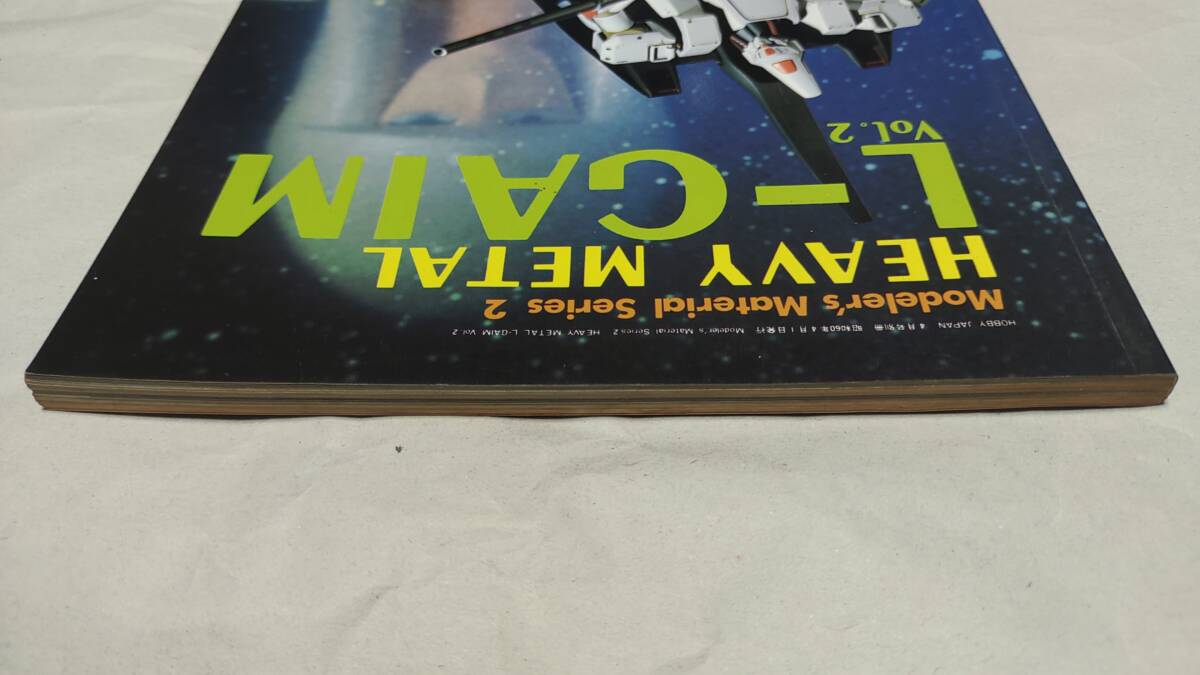 HOBBY JAPAN 4月号別冊 昭和60年4月1日発行 Modeler's Material Series 2 HEAVY METAL L-GAIM Vol.2
Modeler's Material Series 2
HEAVY METAL
L-GAIM
Vol.2